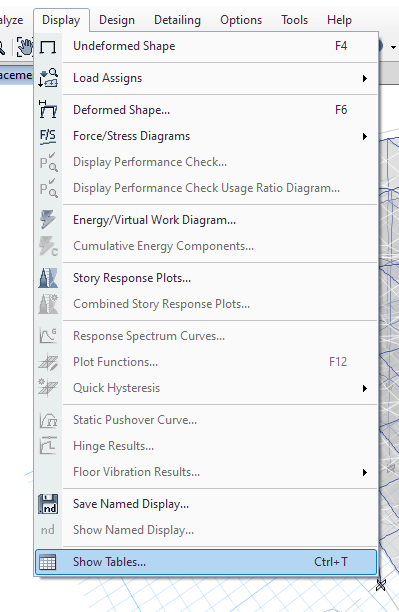 alyze Display Design Detailing Options Tools Help
aceme
Undeformed Shape F4
Load Assigns
Deformed Shape... F6
F/S Force/Stress Diagrams
P Display Performance Check...
P Display Performance Check Usage Ratio Diagram...
Energy/Virtual Work Diagram...
C Cumulative Energy Components...
Story Response Plots...
Combined Story Response Plots...
G Response Spectrum Curves...
Plot Functions... F12
Quick Hysteresis
Static Pushover Curve...
Hinge Results...
Floor Vibration Results...
nd Save Named Display...
nd Show Named Display...
Show Tables... Ctrl+T
X